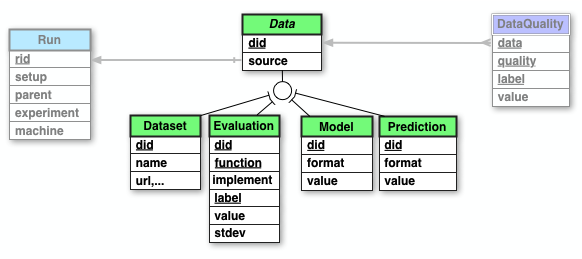 Run
rid
setup
parent
experiment
machine
Data
did
source
DataQuality
data
quality
label
value
Dataset
did
name
url,...
Evaluation
did
function
implement
label
value
stdev
Model
did
format
value
Prediction
did
format
value